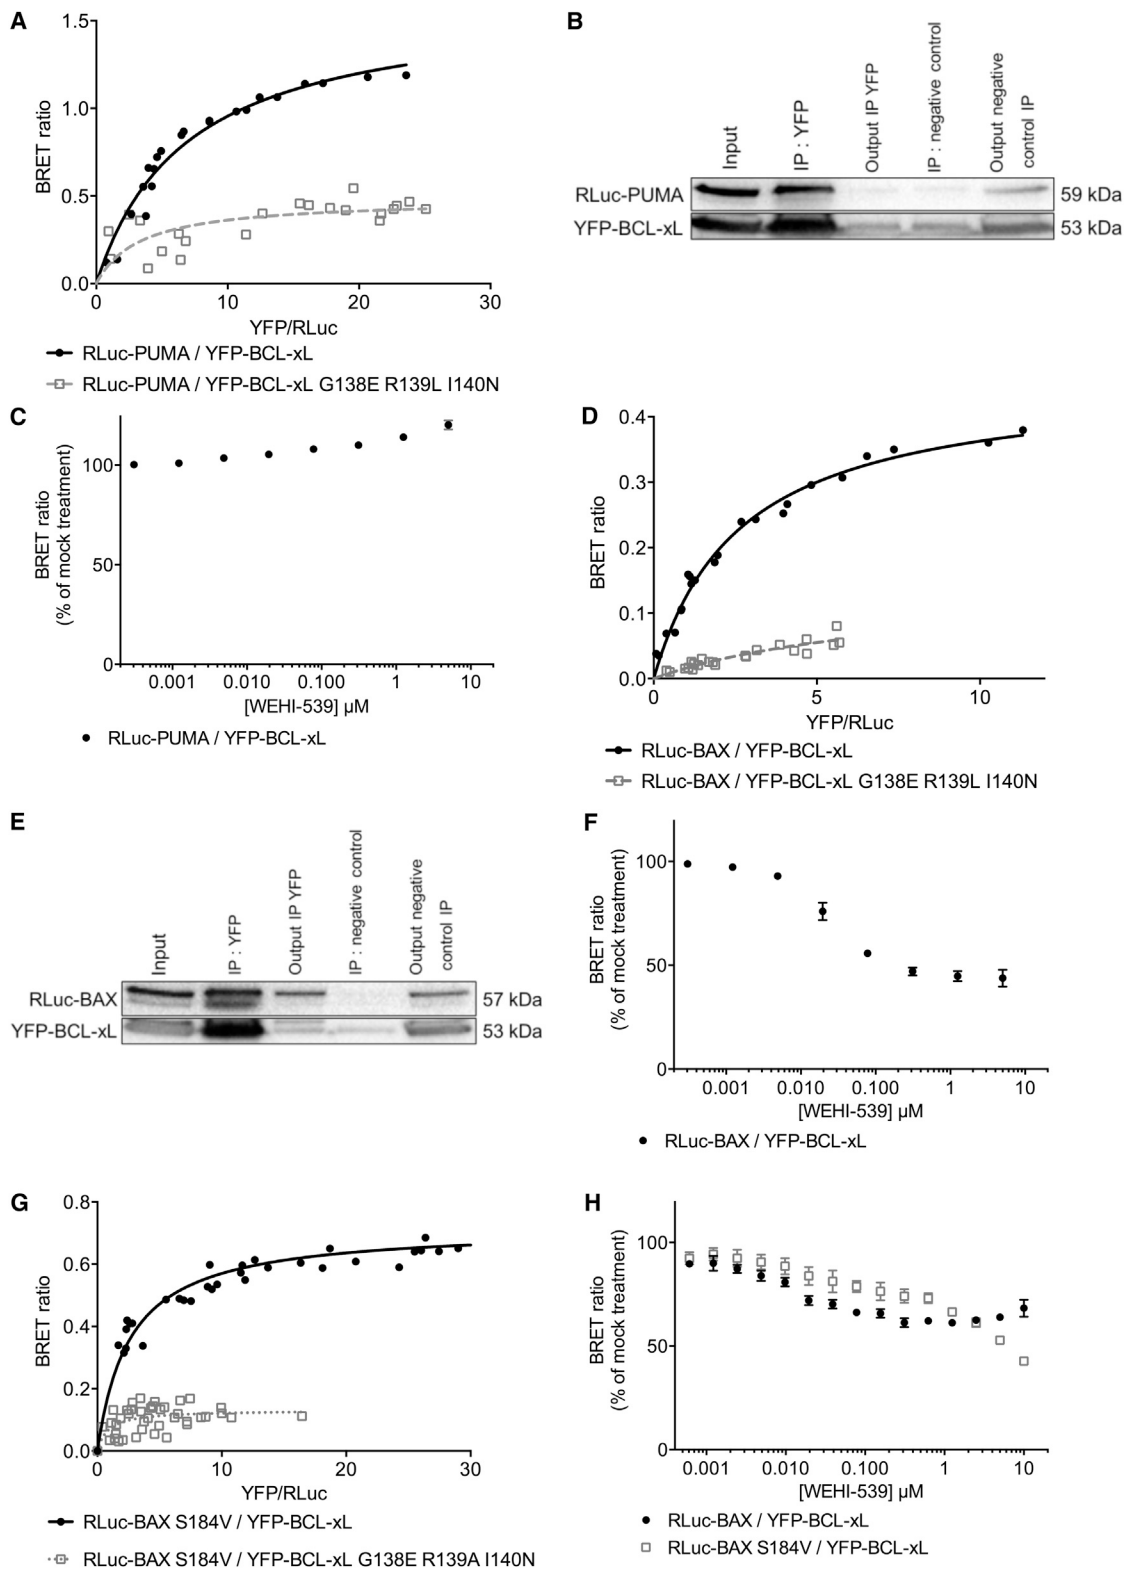 A
1.5
1.0
0.5
0.0
BRET ratio
0
10
20
30
YFP/RLuc
RLuc-PUMA / YFP-BCL-xL
RLuc-PUMA / YFP-BCL-xL G138E R139L I140N
B
Input
IP : YFP
Output IP YFP
IP : negative control
Output negative
control IP
RLuc-PUMA
59 kDa
YFP-BCL-xL
53 kDa
C
100
50
0
BRET ratio
(% of mock treatment)
0.001
0.010
0.100
1
10
[WEHI-539] µM
RLuc-PUMA / YFP-BCL-xL
D
0.4
0.3
0.2
0.1
0.0
BRET ratio
0
5
10
YFP/RLuc
RLuc-BAX / YFP-BCL-xL
RLuc-BAX / YFP-BCL-xL G138E R139L I140N
E
Input
IP : YFP
Output IP YFP
IP : negative control
Output negative
control IP
RLuc-BAX
57 kDa
YFP-BCL-xL
53 kDa
F
100
50
0
BRET ratio
(% of mock treatment)
0.001
0.010
0.100
1
10
[WEHI-539] µM
RLuc-BAX / YFP-BCL-xL
G
0.8
0.6
0.4
0.2
0.0
BRET ratio
0
10
20
30
YFP/RLuc
RLuc-BAX S184V / YFP-BCL-xL
RLuc-BAX S184V / YFP-BCL-xL G138E R139A I140N
H
100
50
0
BRET ratio
(% of mock treatment)
0.001
0.010
0.100
1
10
[WEHI-539] µM
RLuc-BAX / YFP-BCL-xL
RLuc-BAX S184V / YFP-BCL-xL